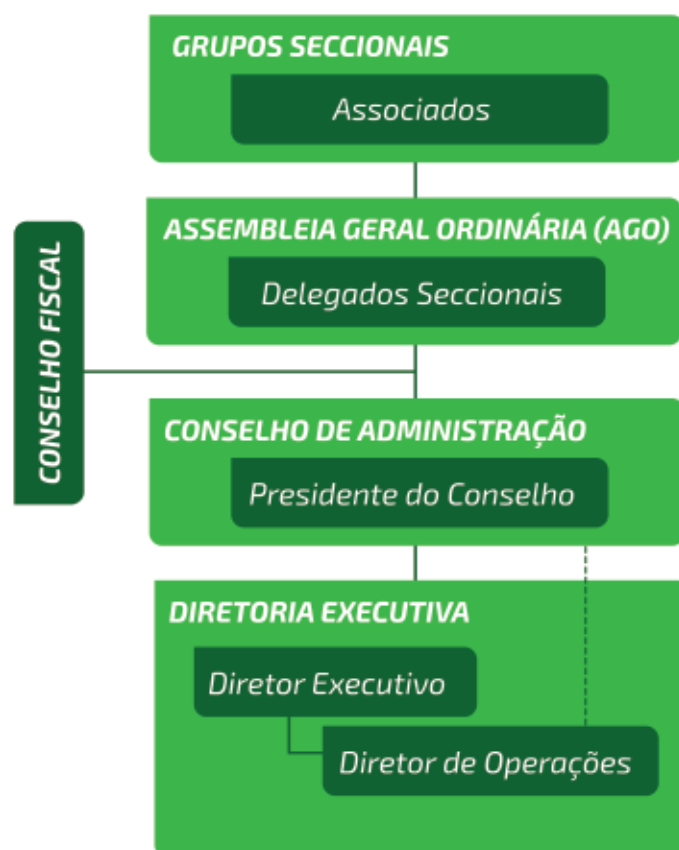 GRUPOS SECCIONAIS
Associados
ASSEMBLEIA GERAL ORDINÁRIA (AGO)
Delegados Seccionais
CONSELHO FISCAL
CONSELHO DE ADMINISTRAÇÃO
Presidente do Conselho
DIRETORIA EXECUTIVA
Diretor Executivo
Diretor de Operações